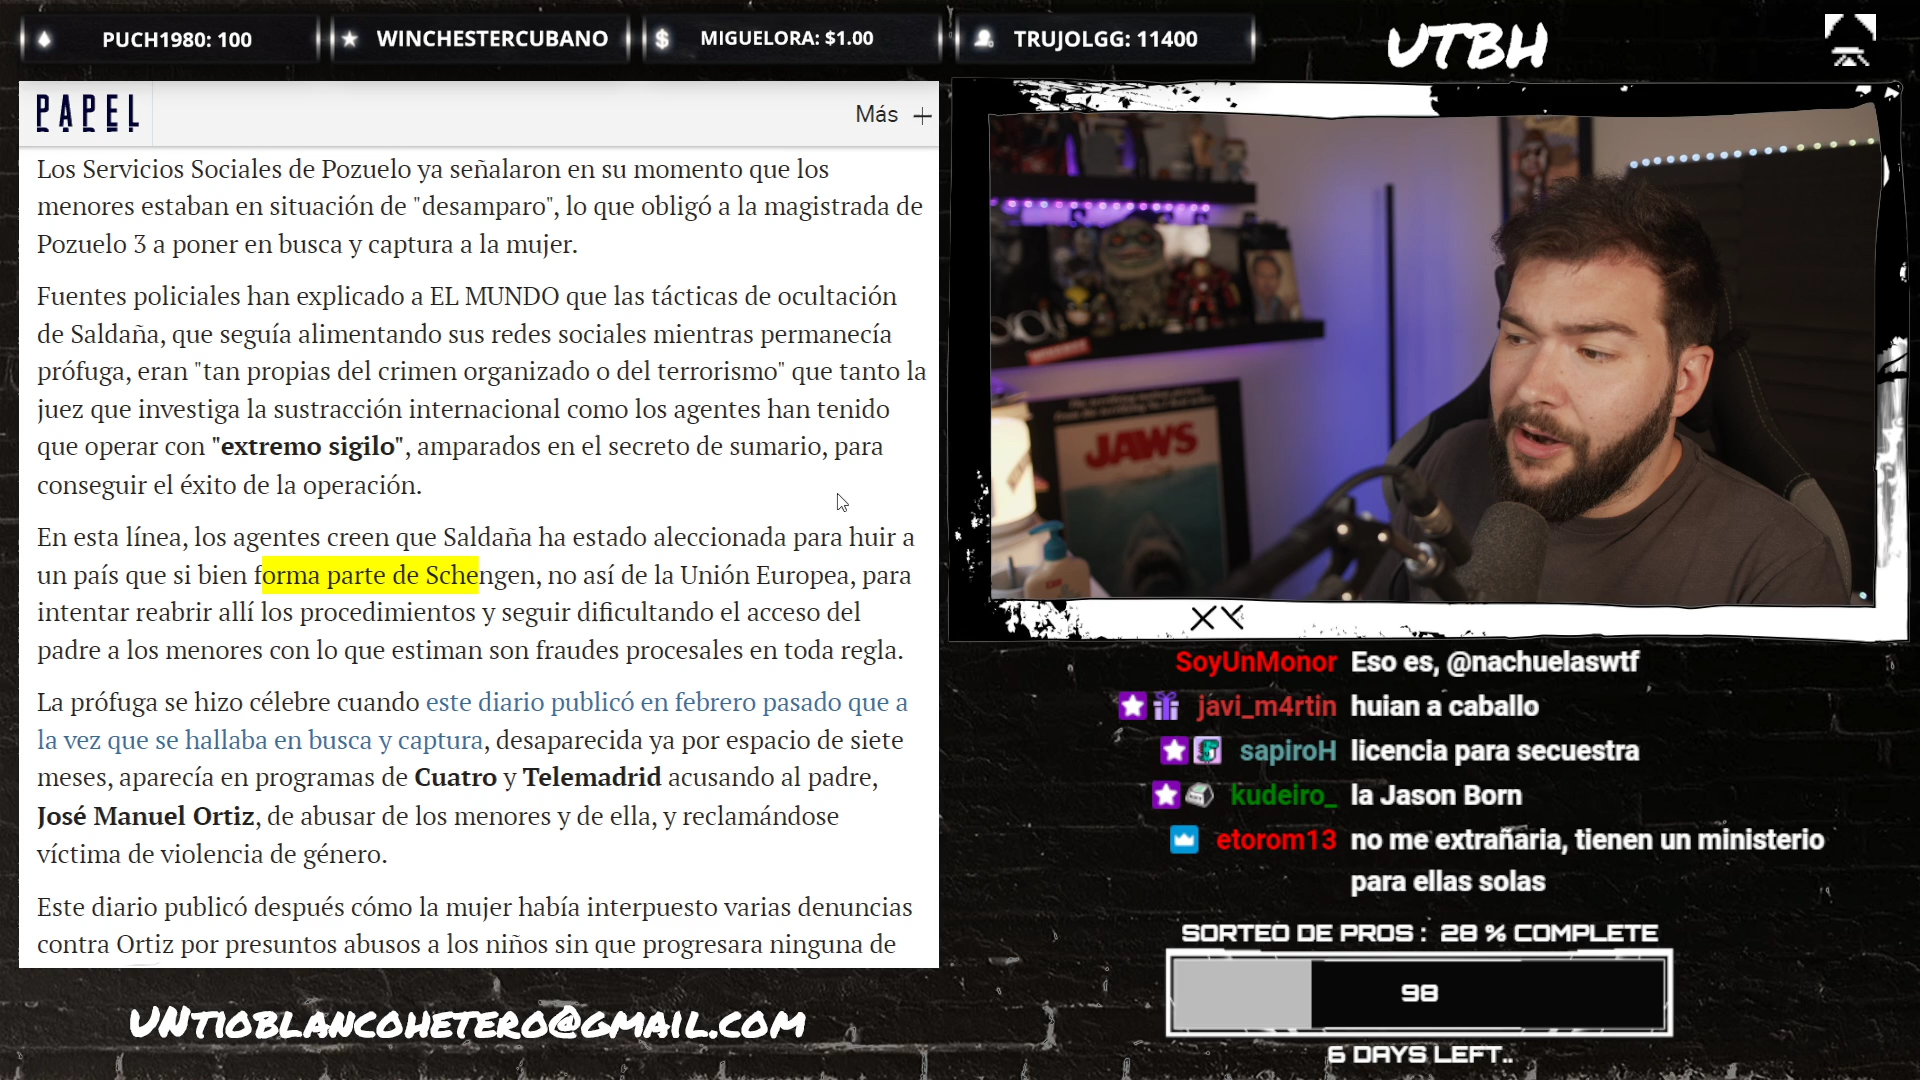 PUCH1980: 100
WINCHESTERCUBANO
$ MIGUELORA: $1.00
TRUJOLGG: 11400
UTBH
PAPEL
Más +
Los Servicios Sociales de Pozuelo ya señalaron en su momento que los
menores estaban en situación de "desamparo", lo que obligó a la magistrada de
Pozuelo 3 a poner en busca y captura a la mujer.
Fuentes policiales han explicado a EL MUNDO que las tácticas de ocultación
de Saldaña, que seguía alimentando sus redes sociales mientras permanecía
prófuga, eran "tan propias del crimen organizado o del terrorismo" que tanto la
juez que investiga la sustracción internacional como los agentes han tenido
que operar con "extremo sigilo", amparados en el secreto de sumario, para
conseguir el éxito de la operación.
En esta línea, los agentes creen que Saldaña ha estado aleccionada para huir a
un país que si bien forma parte de Schengen, no así de la Unión Europea, para
intentar reabrir allí los procedimientos y seguir dificultando el acceso del
padre a los menores con lo que estiman son fraudes procesales en toda regla.
La prófuga se hizo célebre cuando este diario publicó en febrero pasado que a
la vez que se hallaba en busca y captura, desaparecida ya por espacio de siete
meses, aparecía en programas de Cuatro y Telemadrid acusando al padre,
José Manuel Ortiz, de abusar de los menores y de ella, y reclamándose
víctima de violencia de género.
Este diario publicó después cómo la mujer había interpuesto varias denuncias
contra Ortiz por presuntos abusos a los niños sin que progresara ninguna de
UNTIOBLANCOHETERO@GMAIL.COM
JAWS
SoyUnMonor Eso es, @nachuelaswtf
javi_m4rtin huian a caballo
sapiroH licencia para secuestra
kudeiro_ la Jason Born
etorom13 no me extrañaria, tienen un ministerio
para ellas solas
SORTEO DE PROS : 28 % COMPLETE
98
6 DAYS LEFT..